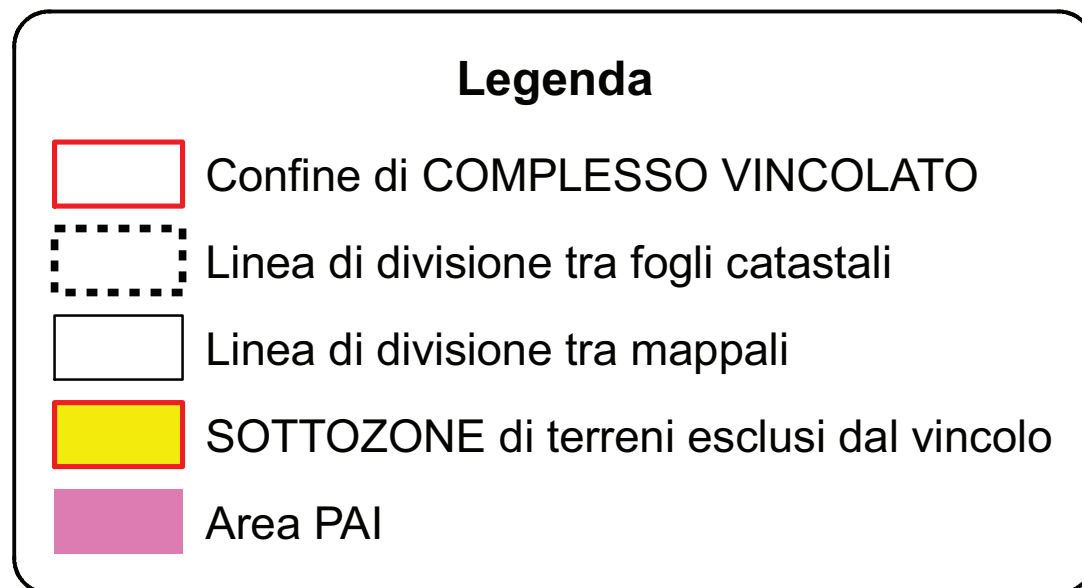 Legenda
Confine di COMPLESSO VINCOLATO
Linea di divisione tra fogli catastali
Linea di divisione tra mappali
SOTTOZONE di terreni esclusi dal vincolo
Area PAI